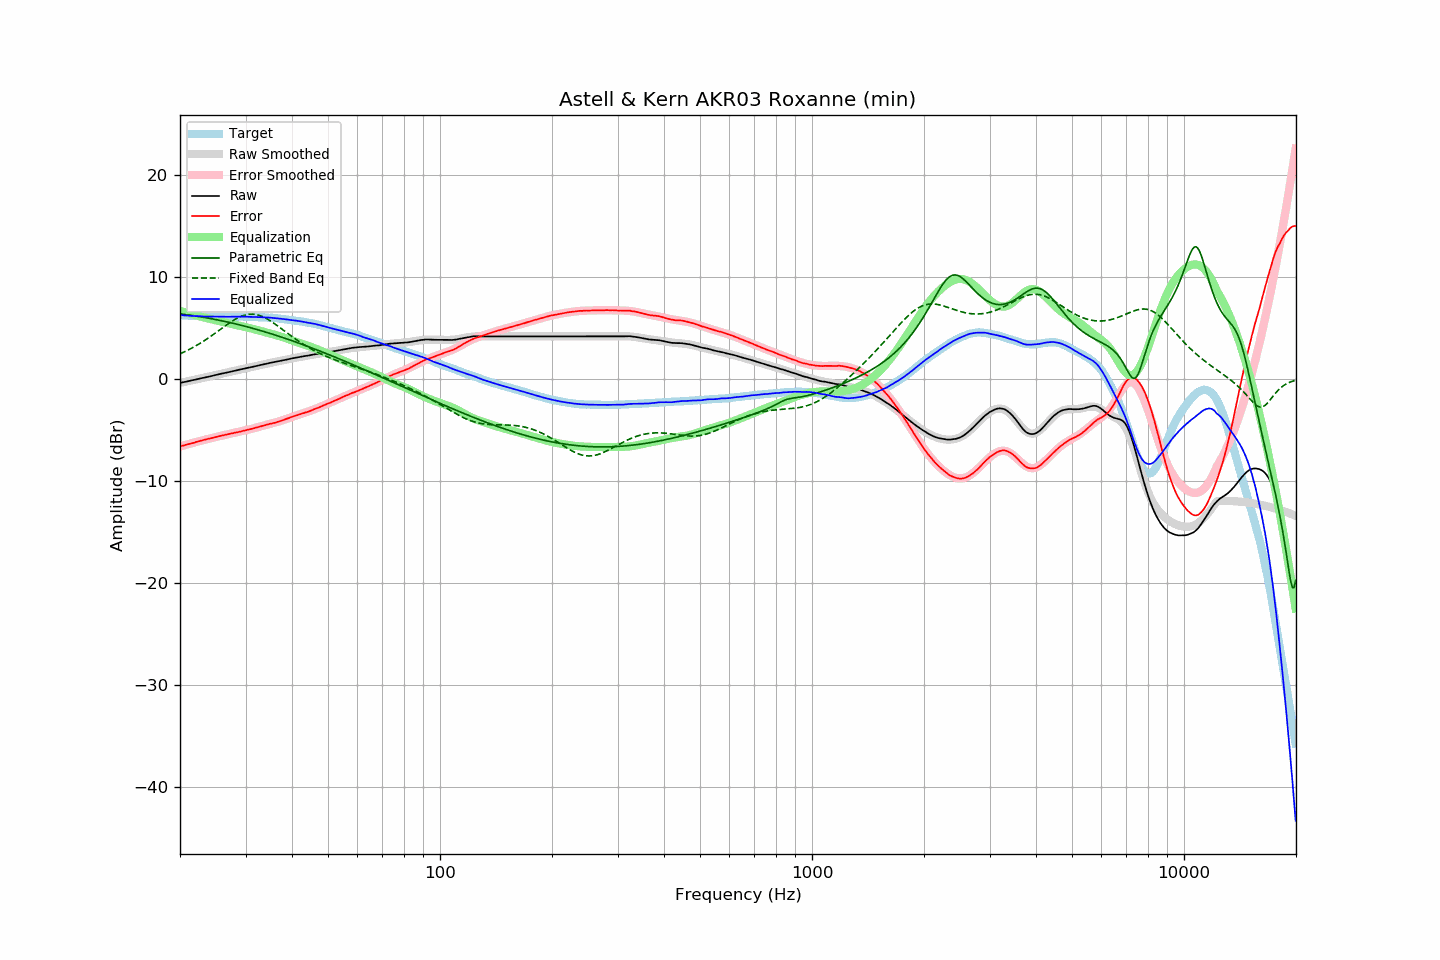 Astell & Kern AKR03 Roxanne (min)
Target
Raw Smoothed
Error Smoothed
Raw
Error
Equalization
Parametric Eq
Fixed Band Eq
Equalized
20
10
0
−10
−20
−30
−40
Amplitude (dBr)
100
1000
10000
Frequency (Hz)